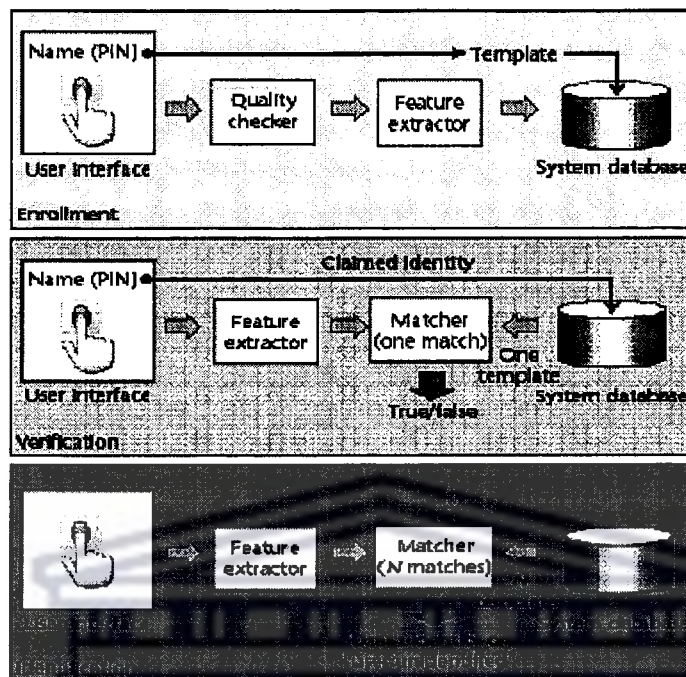 Name (PIN)
Template
Quality
checker
Feature
extractor
User interface
System database
Enrollment
Name (PIN)
Claimed identity
Feature
extractor
Matcher
(one match)
One
template
User interface
True/false
System database
Verification
Feature
extractor
Matcher
(N matches)